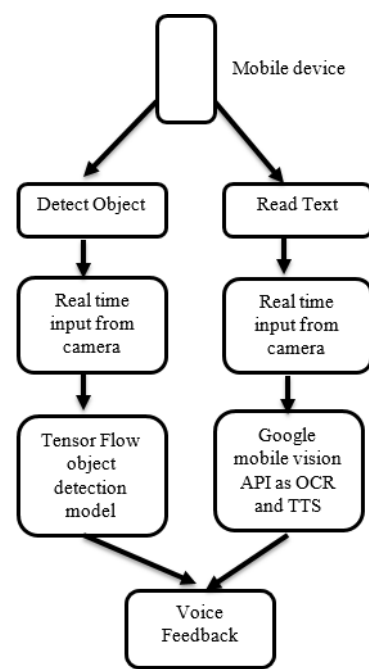 Mobile device
Detect Object
Read Text
Real time
input from
camera
Real time
input from
camera
Tensor Flow
object
detection
model
Google
mobile vision
API as OCR
and TTS
Voice
Feedback